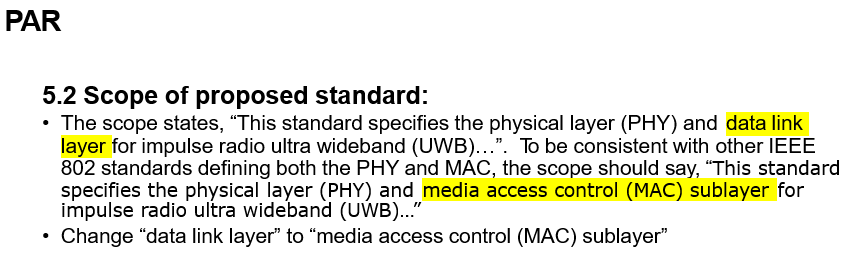 PAR
5.2 Scope of proposed standard:
• The scope states, “This standard specifies the physical layer (PHY) and data link
layer for impulse radio ultra wideband (UWB)…”.  To be consistent with other IEEE
802 standards defining both the PHY and MAC, the scope should say, “This standard
specifies the physical layer (PHY) and media access control (MAC) sublayer for
impulse radio ultra wideband (UWB)…”
• Change “data link layer” to “media access control (MAC) sublayer”